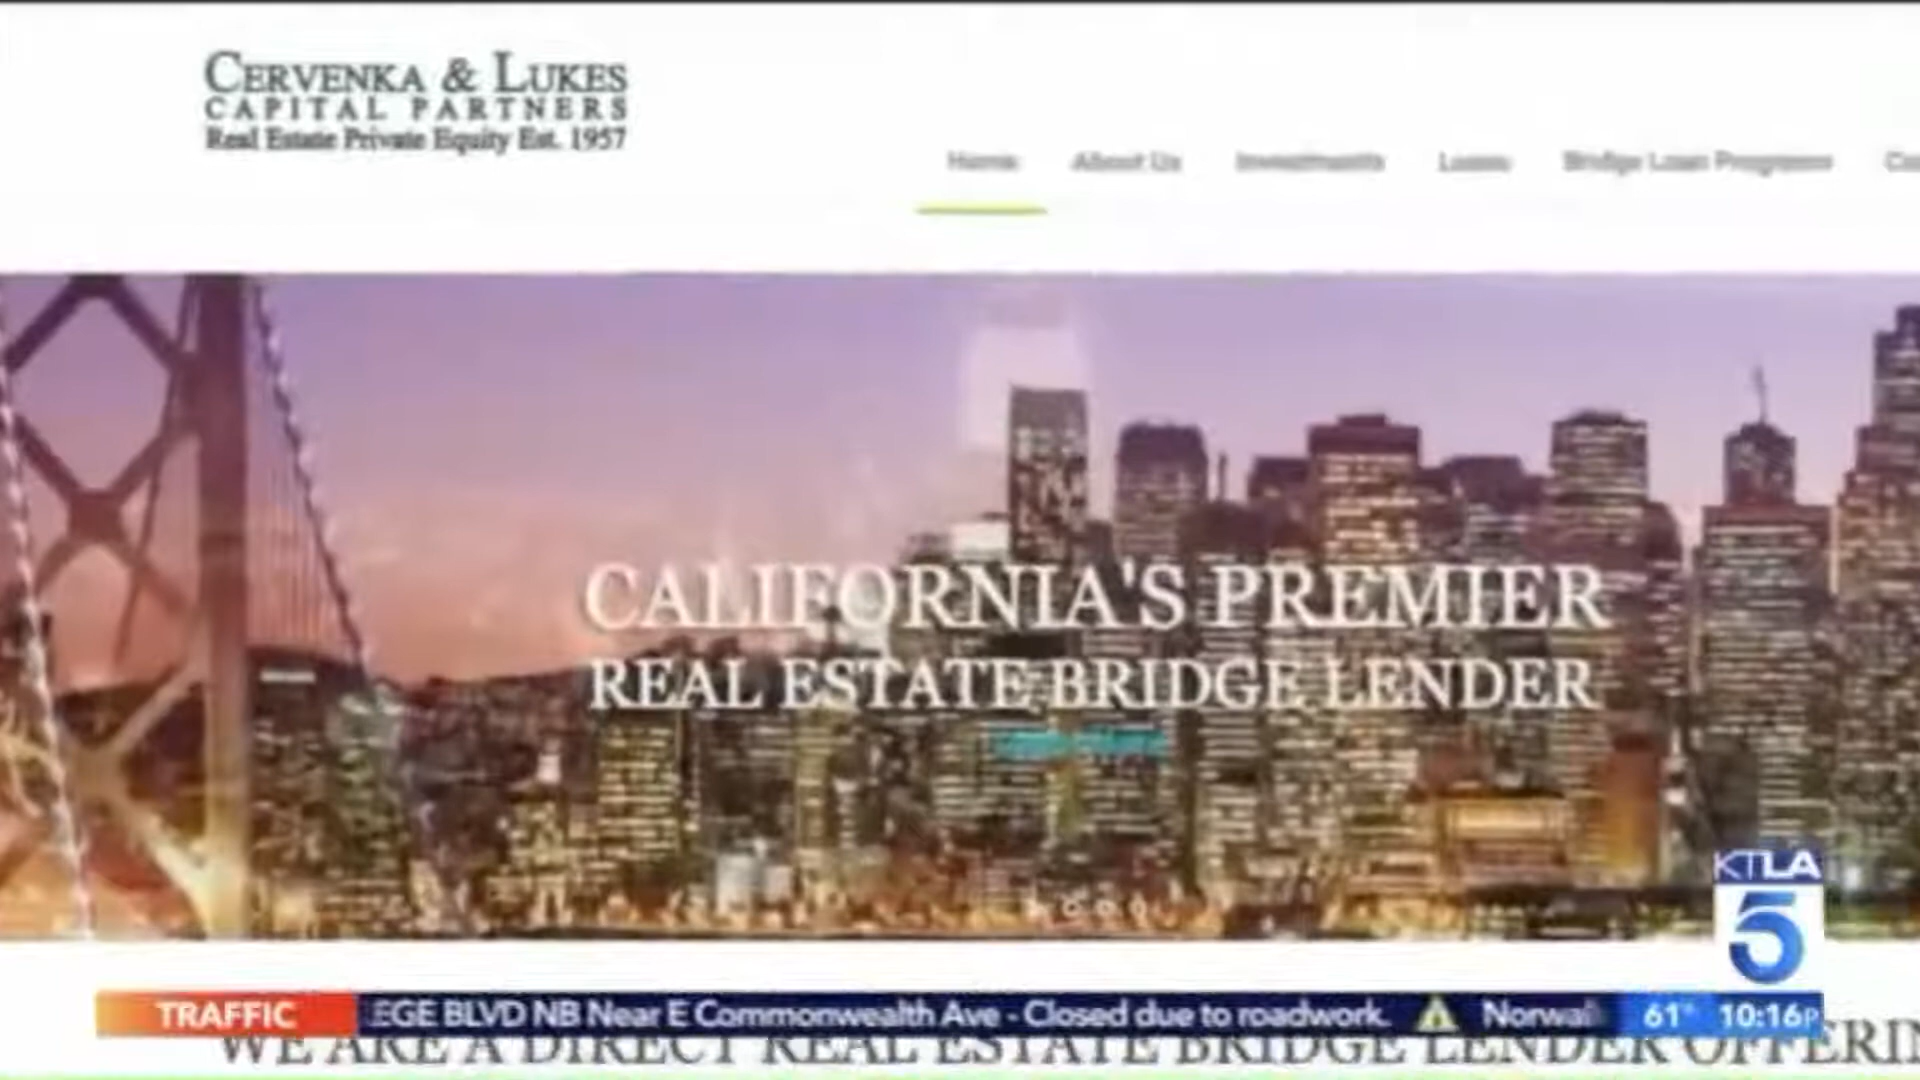 CERVENKA & LUKES
CAPITAL PARTNERS
Real Estate Private Equity Est. 1957
Home About Us Investments Loans Bridge Loan Programs
CALIFORNIA'S PREMIER
REAL ESTATE BRIDGE LENDER
KTLA
5
TRAFFIC EGE BLVD NB Near E Commonwealth Ave - Closed due to roadwork. Norwal 61° 10:16P
WE ARE A DIRECT REAL ESTATE BRIDGE LENDER OFFERIN